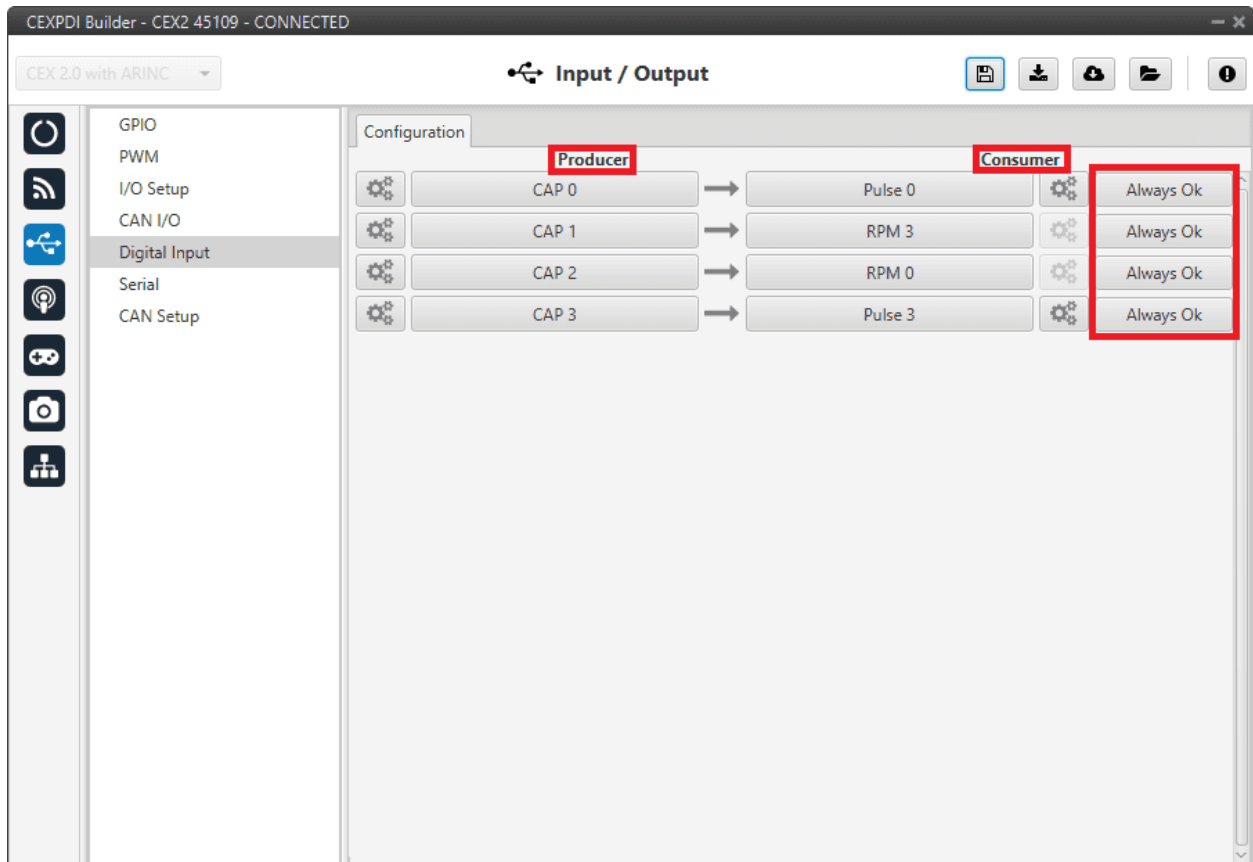 CEXPDI Builder - CEX2 45109 - CONNECTED
CEX 2.0 with ARINC
Input / Output
GPIO
PWM
I/O Setup
CAN I/O
Digital Input
Serial
CAN Setup
Configuration
Producer Consumer
CAP 0 Pulse 0 Always Ok
CAP 1 RPM 3 Always Ok
CAP 2 RPM 0 Always Ok
CAP 3 Pulse 3 Always Ok